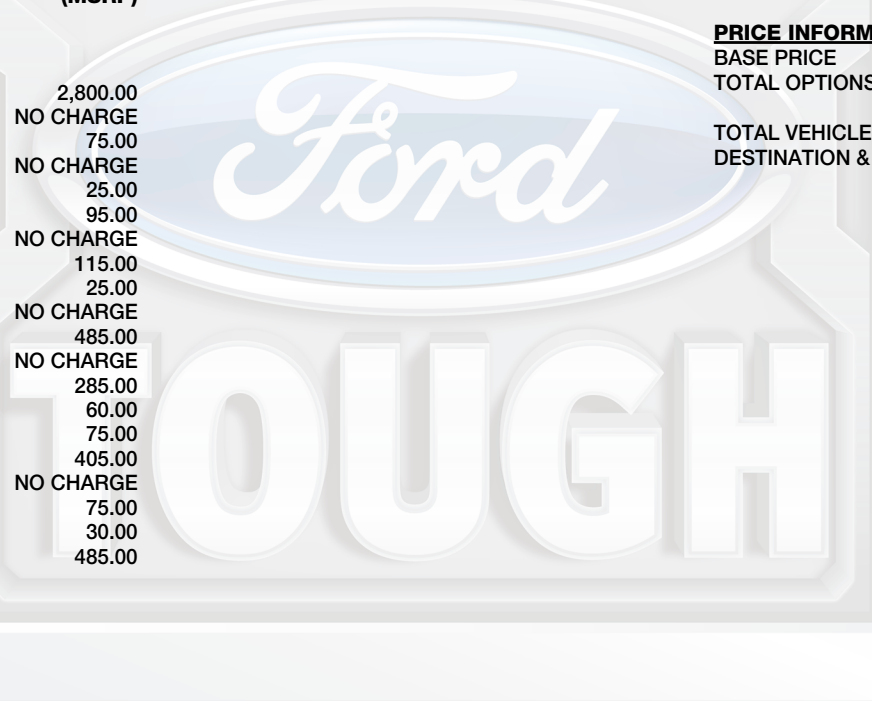 (MSRP)
2,800.00
NO CHARGE
75.00
NO CHARGE
25.00
95.00
NO CHARGE
115.00
25.00
NO CHARGE
485.00
NO CHARGE
285.00
60.00
75.00
405.00
NO CHARGE
75.00
30.00
485.00
PRICE INFORM
BASE PRICE
TOTAL OPTIONS
TOTAL VEHICLE
DESTINATION &
Ford
TOUGH